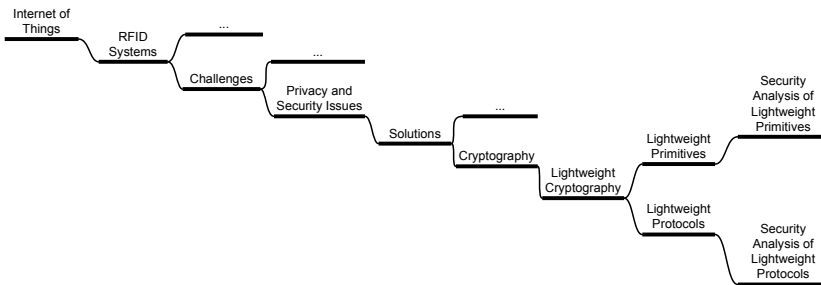 Internet of
Things
RFID
Systems
...
Challenges
...
Privacy and
Security Issues
Solutions
...
Cryptography
Lightweight
Cryptography
Lightweight
Primitives
Security
Analysis of
Lightweight
Primitives
Lightweight
Protocols
Security
Analysis of
Lightweight
Protocols